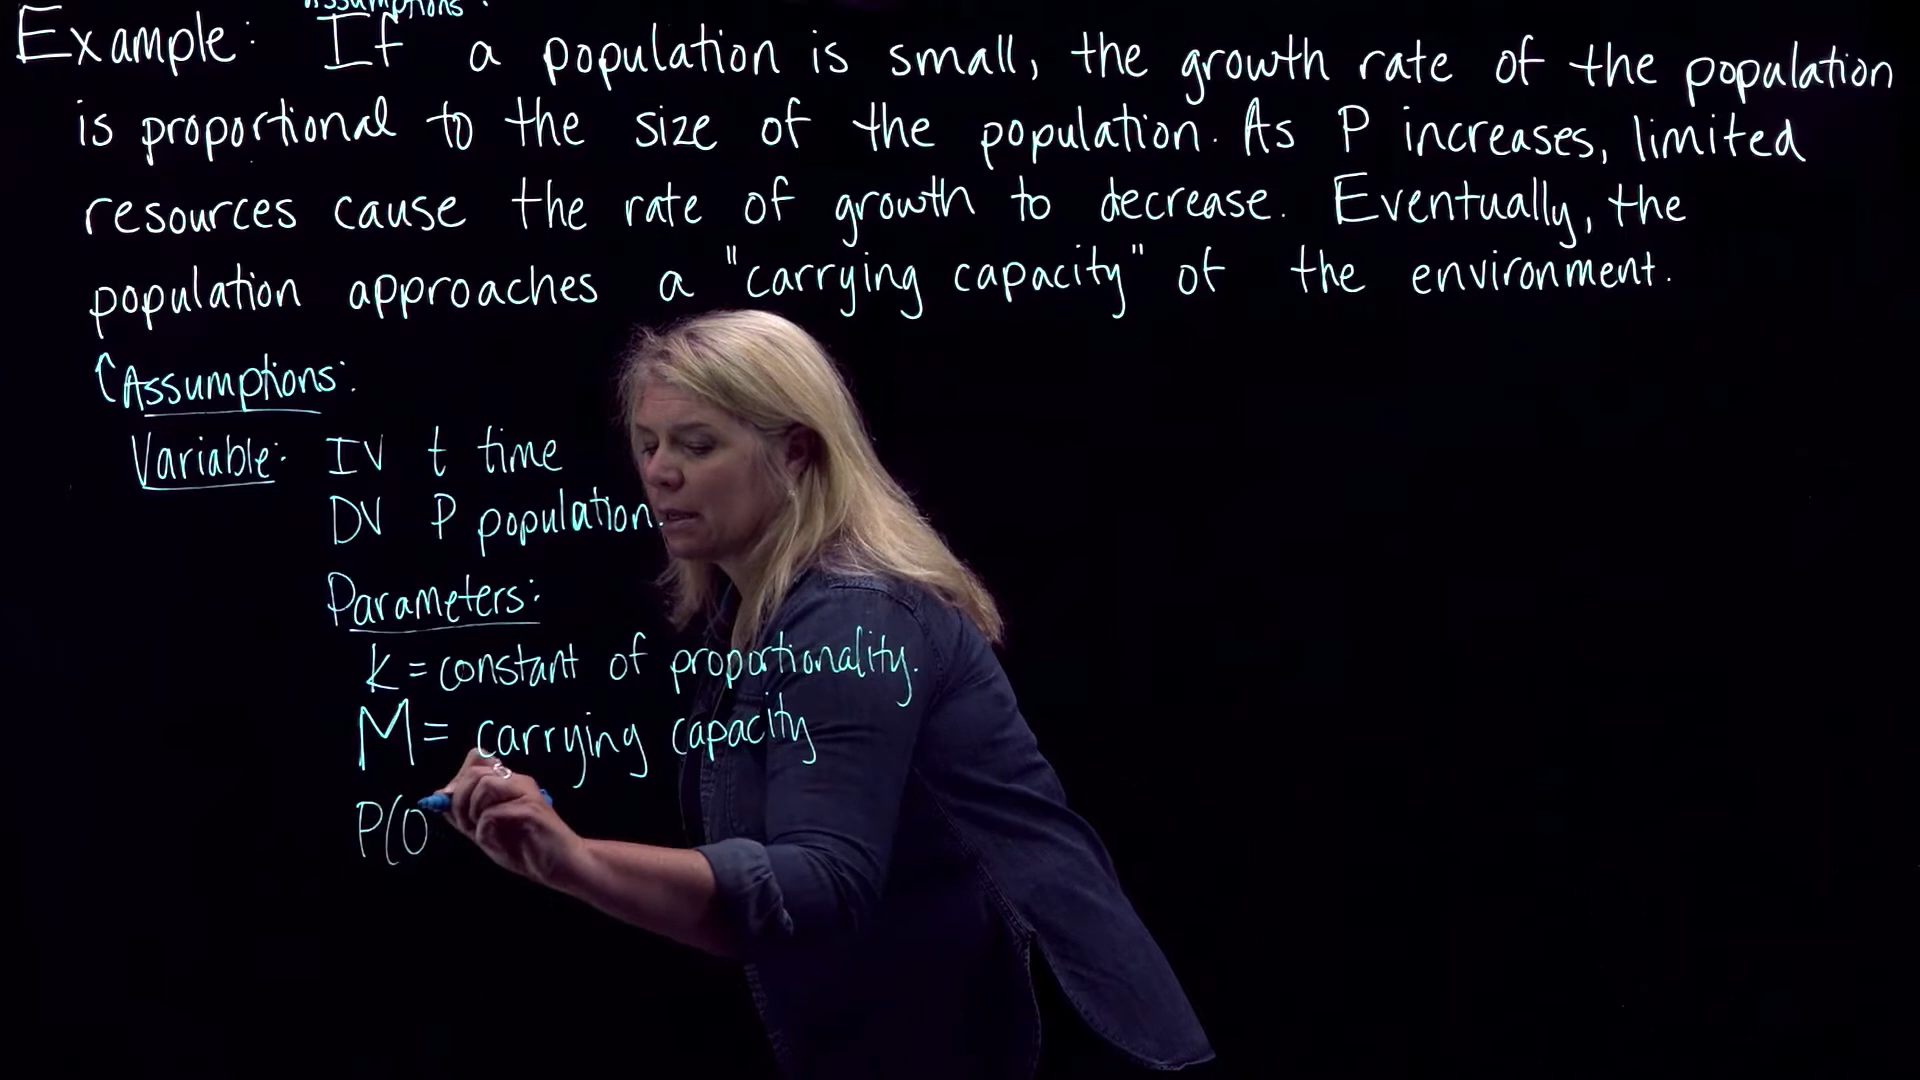 Assumptions:
Example: If a population is small, the growth rate of the population
is proportional to the size of the population. As P increases, limited
resources cause the rate of growth to decrease. Eventually, the
population approaches a "carrying capacity" of the environment.
(Assumptions:
Variable: IV t time
DV P population.
Parameters:
k = constant of proportionality.
M = carrying capacity
P(0